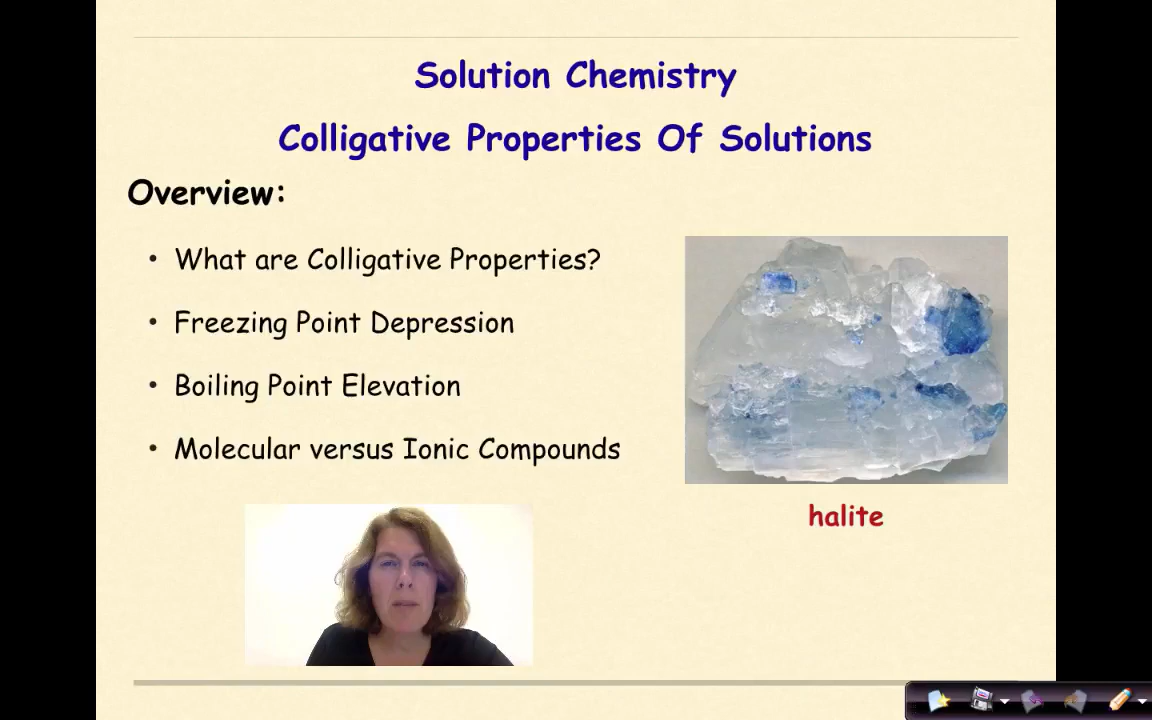 Solution Chemistry
Colligative Properties Of Solutions
Overview:
• What are Colligative Properties?
• Freezing Point Depression
• Boiling Point Elevation
• Molecular versus Ionic Compounds
halite